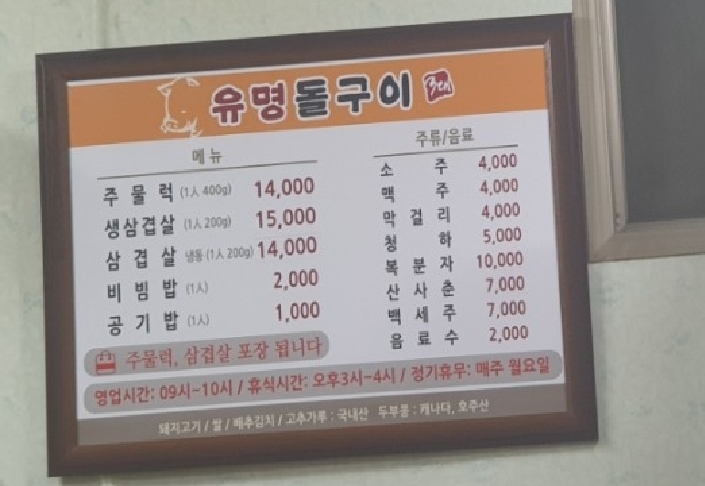 유명돌구이 3대
메뉴
주물럭 (1人 400g) 14,000
생삼겹살 (1人 200g) 15,000
삼겹살 냉동 (1人 200g) 14,000
비빔밥 (1人) 2,000
공기밥 (1人) 1,000
주류/음료
소주 4,000
맥주 4,000
막걸리 4,000
청하 5,000
복분자 10,000
산사춘 7,000
백세주 7,000
음료수 2,000
주물럭, 삼겹살 포장 됩니다
영업시간: 09시~10시 / 휴식시간: 오후3시~4시 / 정기휴무: 매주 월요일
돼지고기 / 쌀 / 배추김치 / 고추가루 : 국내산 두부콩 : 캐나다, 호주산